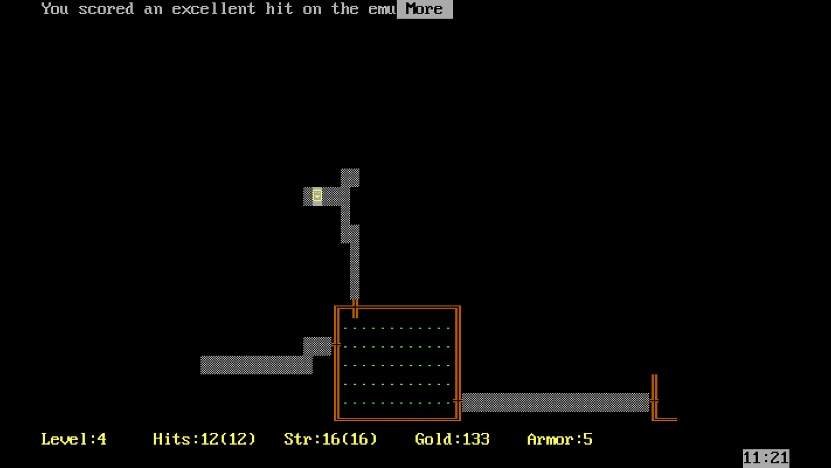 You scored an excellent hit on the emu More
Level:4 Hits:12(12) Str:16(16) Gold:133 Armor:5
11:21